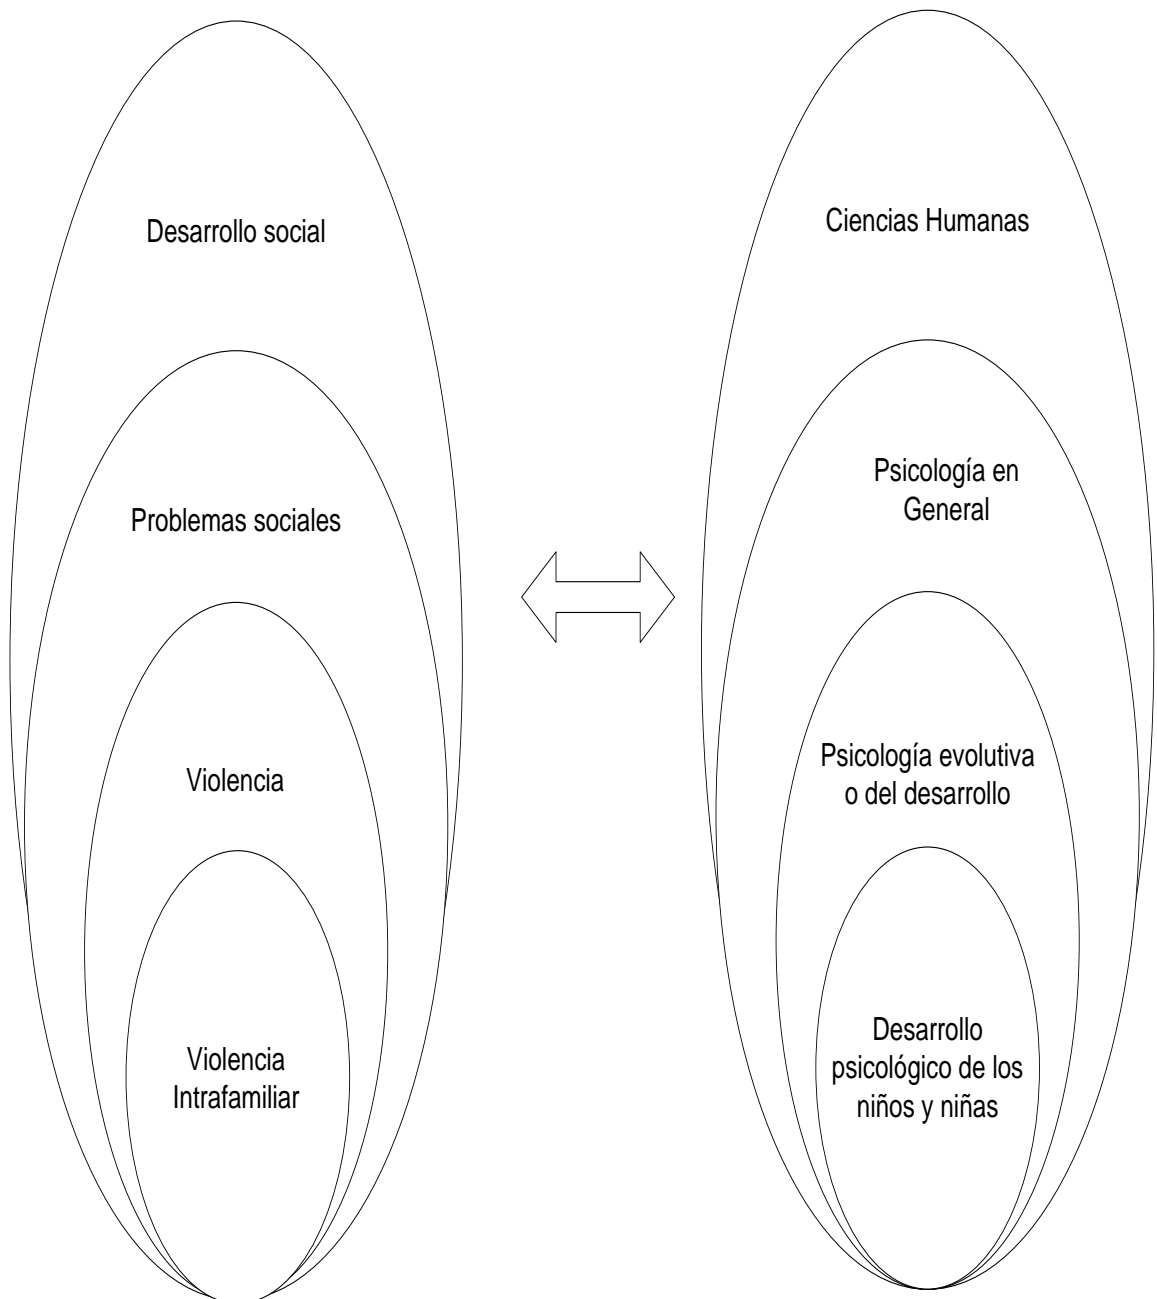 Desarrollo social
Problemas sociales
Violencia
Violencia
Intrafamiliar
Ciencias Humanas
Psicología en
General
Psicología evolutiva
o del desarrollo
Desarrollo
psicológico de los
niños y niñas